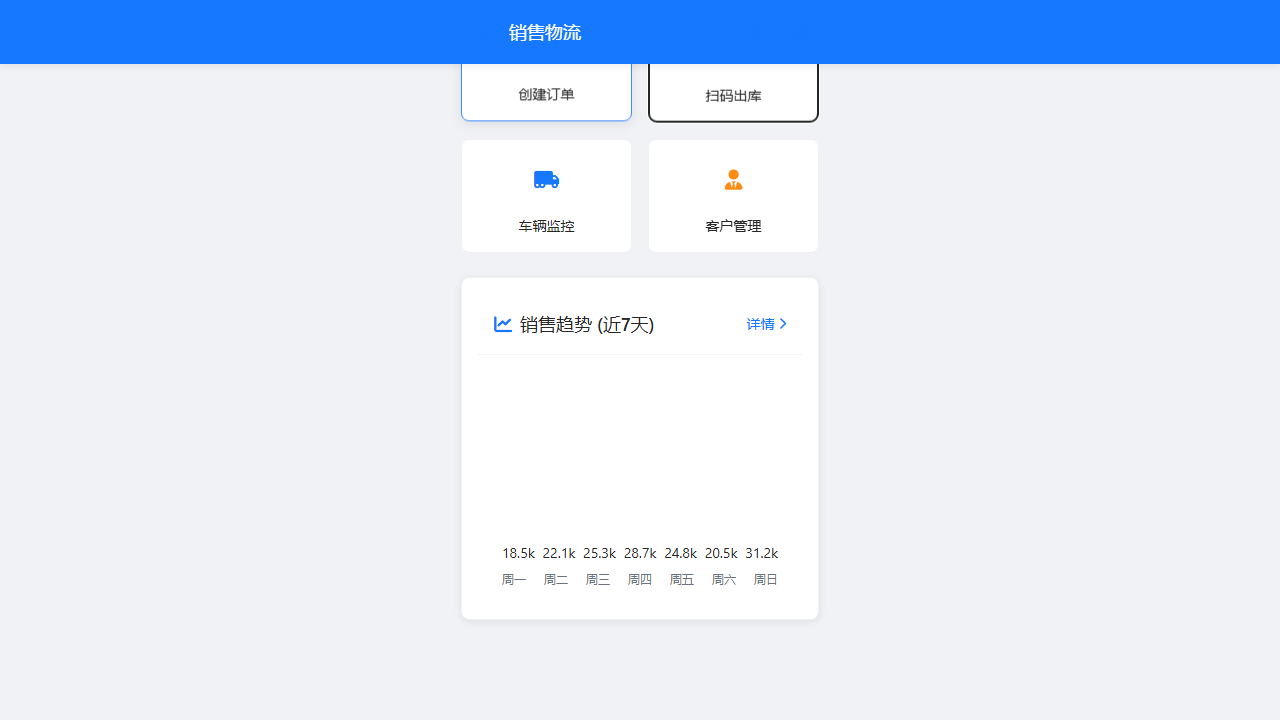 销售物流
创建订单 扫码出库
车辆监控 客户管理
销售趋势 (近7天) 详情
18.5k 22.1k 25.3k 28.7k 24.8k 20.5k 31.2k
周一 周二 周三 周四 周五 周六 周日